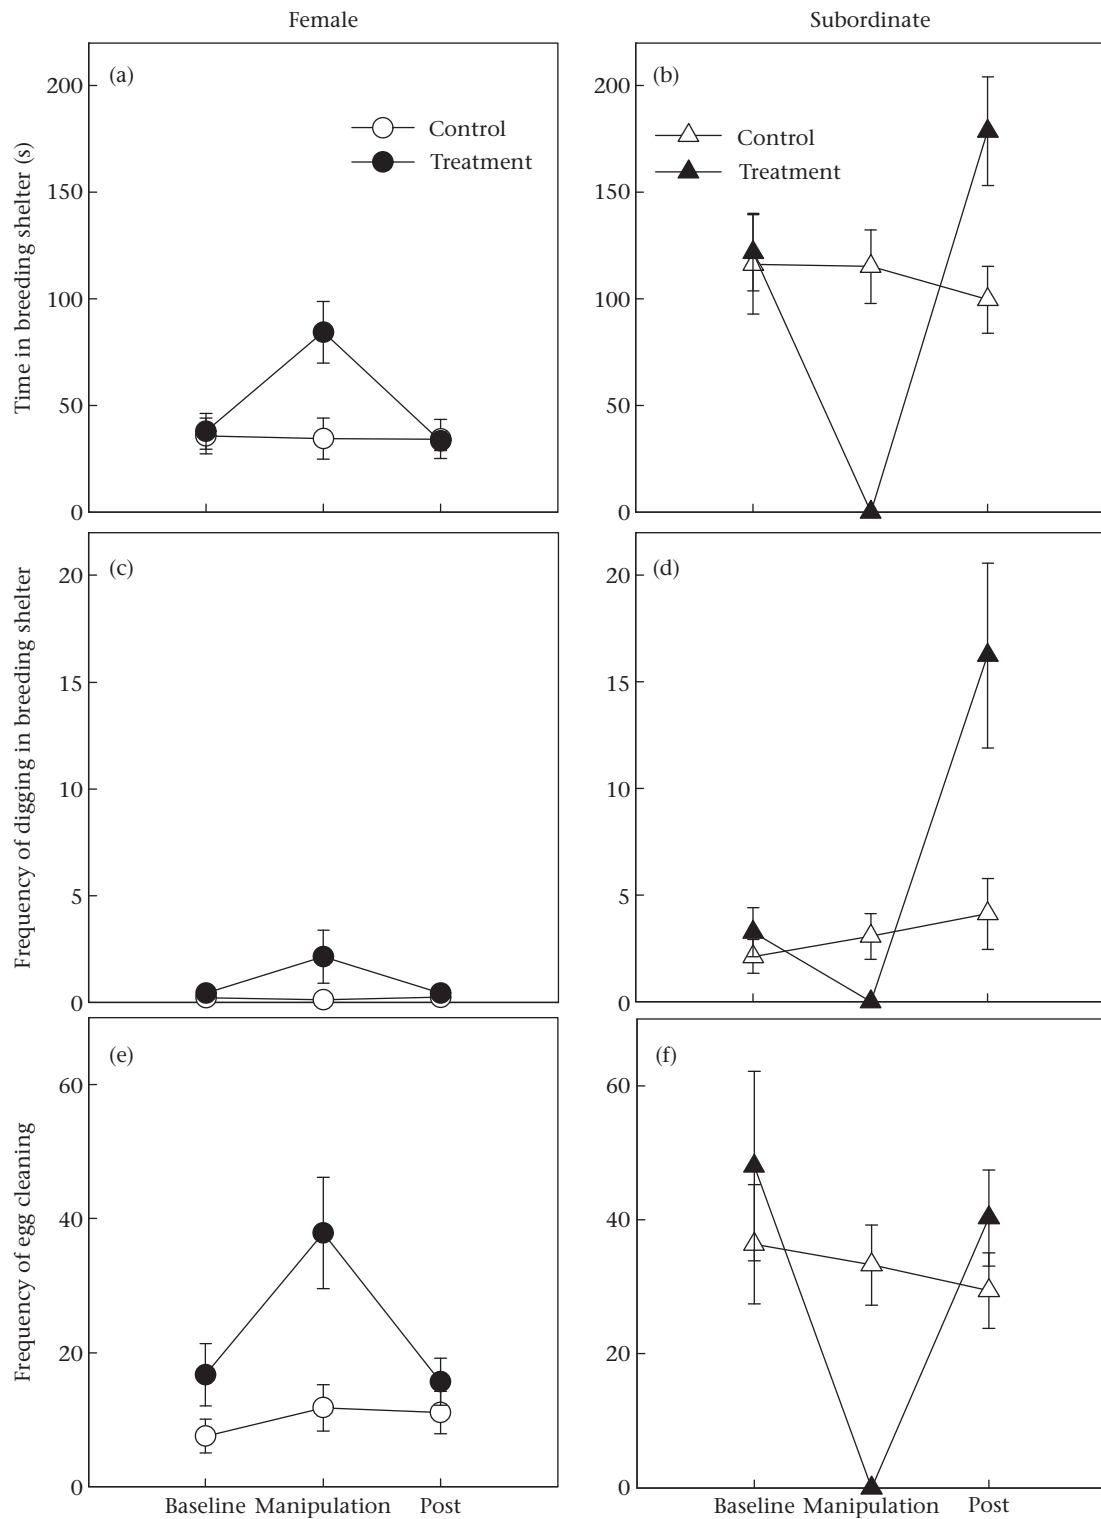 Female
Subordinate
Time in breeding shelter (s)
200
150
100
50
0
(a)
Control
Treatment
200
150
100
50
0
(b)
Control
Treatment
Frequency of digging in breeding shelter
20
15
10
5
0
(c)
20
15
10
5
0
(d)
Frequency of egg cleaning
60
40
20
0
(e)
Baseline Manipulation Post
60
40
20
0
(f)
Baseline Manipulation Post